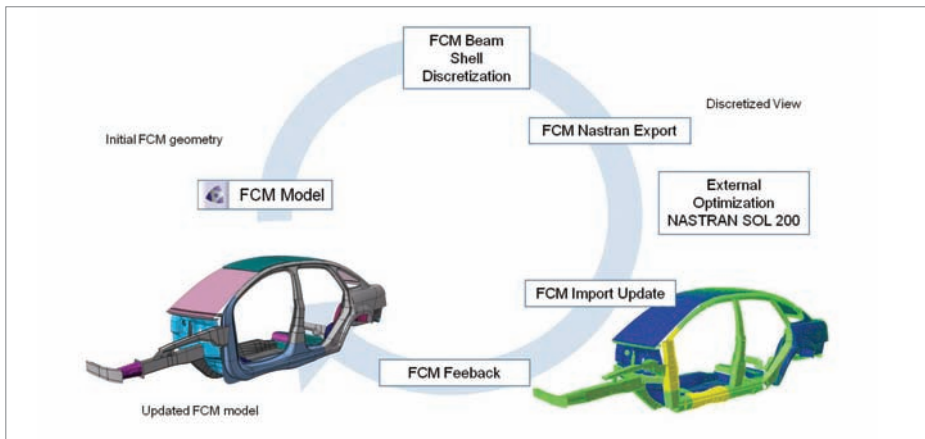 FCM Beam
Shell
Discretization
Discretized View
FCM Nastran Export
Initial FCM geometry
FCM Model
External
Optimization
NASTRAN SOL 200
FCM Import Update
FCM Feeback
Updated FCM model